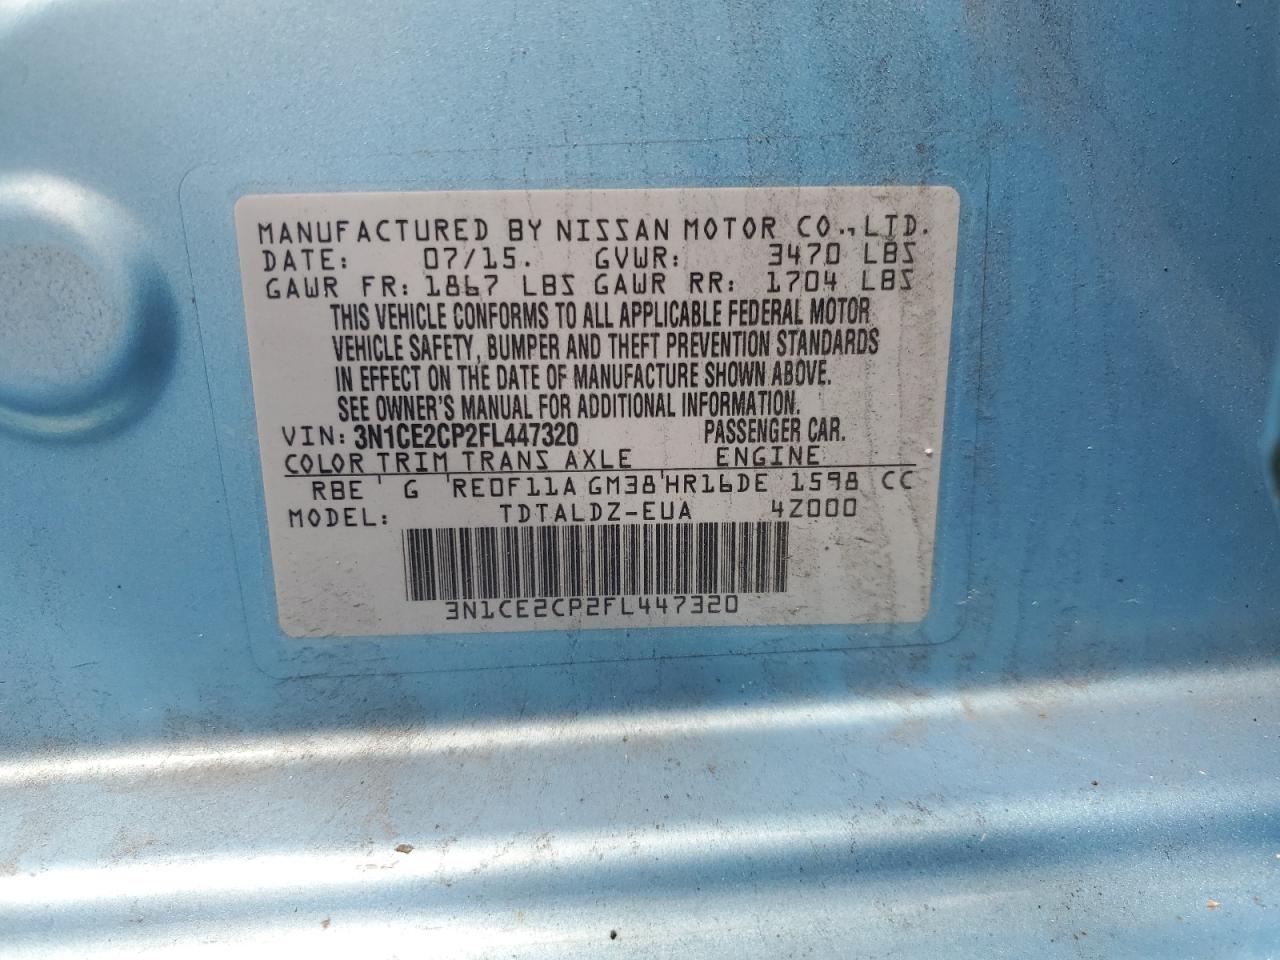 MANUFACTURED BY NISSAN MOTOR CO., LTD.
DATE: 07/15. GVWR: 3470 LBS
GAWR FR: 1867 LBS GAWR RR: 1704 LBS
THIS VEHICLE CONFORMS TO ALL APPLICABLE FEDERAL MOTOR
VEHICLE SAFETY, BUMPER AND THEFT PREVENTION STANDARDS
IN EFFECT ON THE DATE OF MANUFACTURE SHOWN ABOVE.
SEE OWNER'S MANUAL FOR ADDITIONAL INFORMATION.
VIN: 3N1CE2CP2FL447320 PASSENGER CAR.
COLOR TRIM TRANS AXLE ENGINE
RBE G RE0F11A GM38 HR16DE 1598 CC
MODEL: TDTALDZ-EUA 4Z000
3N1CE2CP2FL447320